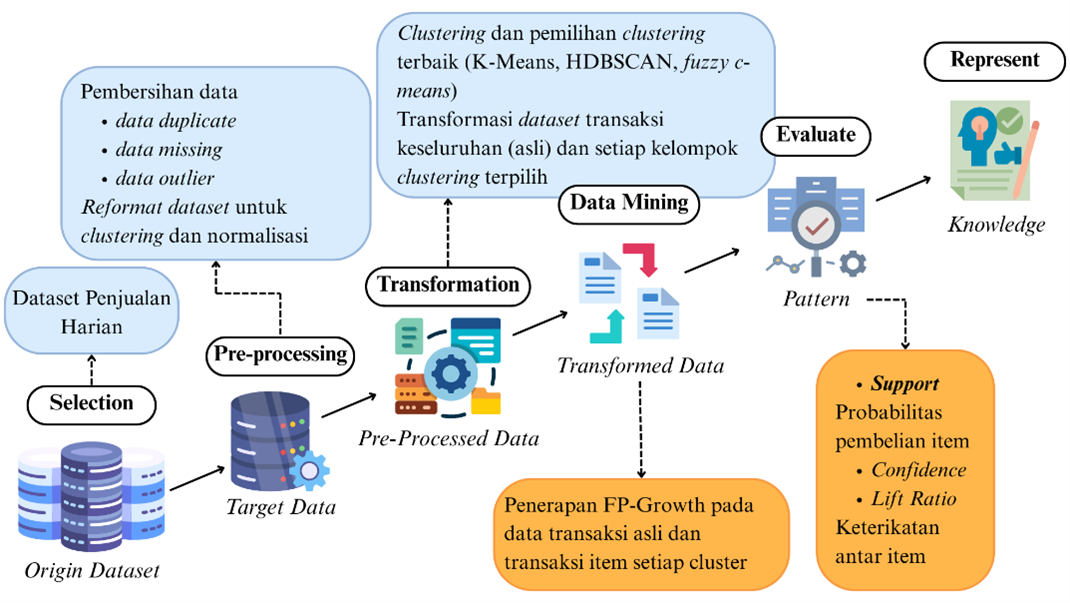 Dataset Penjualan
Harian
Selection
Origin Dataset
Pembersihan data
• data duplicate
• data missing
• data outlier
Reformat dataset untuk
clustering dan normalisasi
Pre-processing
Target Data
Clustering dan pemilihan clustering
terbaik (K-Means, HDBSCAN, fuzzy c-
means)
Transformasi dataset transaksi
keseluruhan (asli) dan setiap kelompok
clustering terpilih
Transformation
Pre-Processed Data
Data Mining
Transformed Data
Penerapan FP-Growth pada
data transaksi asli dan
transaksi item setiap cluster
Evaluate
Pattern
• Support
Probabilitas
pembelian item
• Confidence
• Lift Ratio
Keterikatan
antar item
Represent
Knowledge